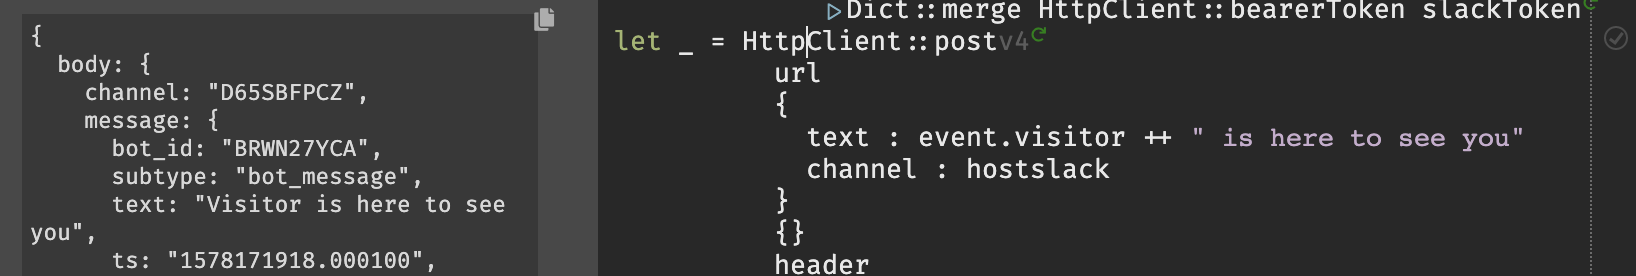 {
body: {
channel: "D65SBFPCZ",
message: {
bot_id: "BRWN27YCA",
subtype: "bot_message",
text: "Visitor is here to see
you",
ts: "1578171918.000100",
▷Dict::merge HttpClient::bearerToken slackToken
let _ = HttpClient::postv4
url
{
text : event.visitor ++ " is here to see you"
channel : hostslack
}
{}
header